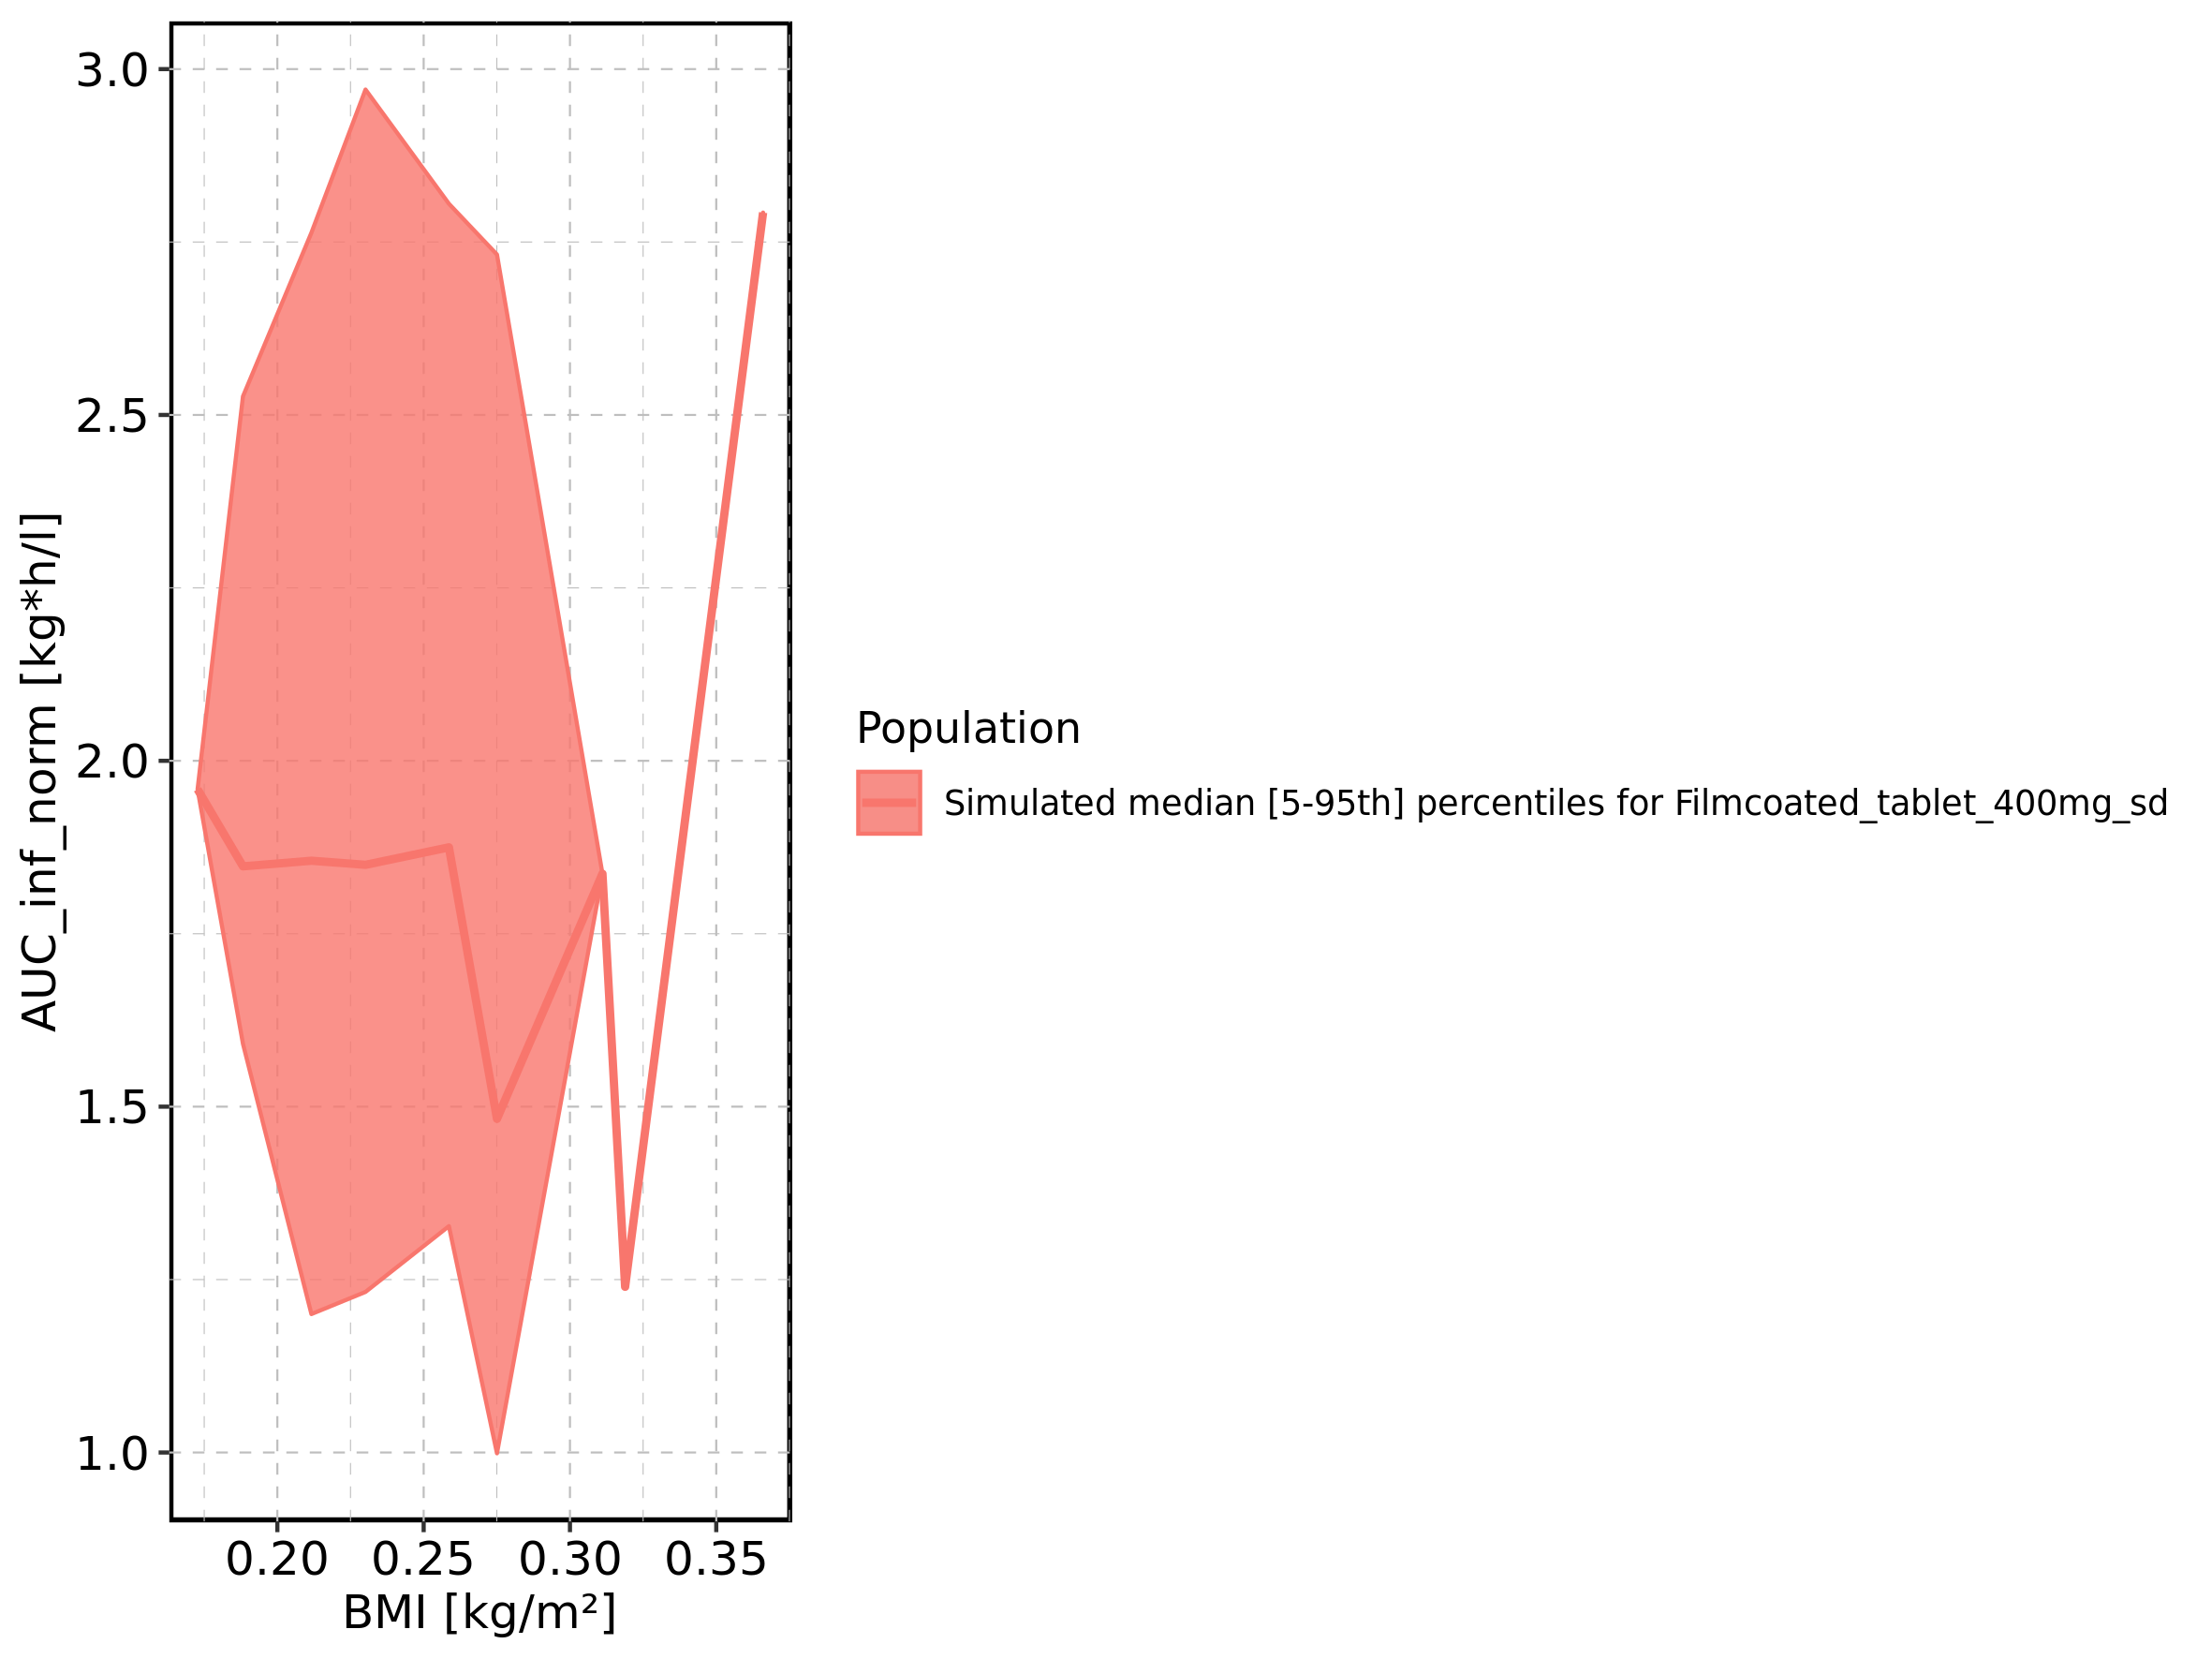 3.0
2.5
2.0
1.5
1.0
AUC_inf_norm [kg*h/l]
0.20 0.25 0.30 0.35
BMI [kg/m²]
Population
Simulated median [5-95th] percentiles for Filmcoated_tablet_400mg_sd